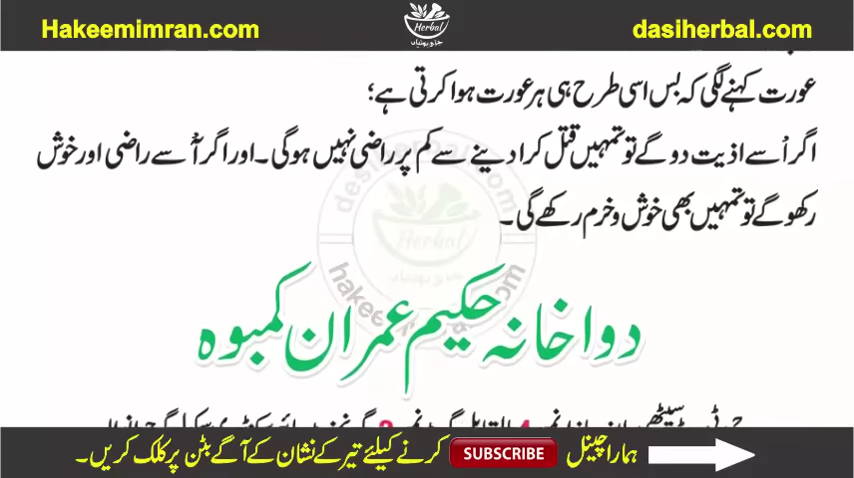 Hakeemimran.com
Herbal
جڑی بوٹیاں
dasiherbal.com
عورت کہنے لگی کہ بس اسی طرح ہی ہر عورت ہوا کرتی ہے؛
اگر اُسے اذیت دو گے تو تمہیں قتل کرا دینے سے کم پر راضی نہیں ہوگی۔ اور اگر اُسے راضی اور خوش
رکھو گے تو تمہیں بھی خوش و خرم رکھے گی۔
دواخانہ حکیم عمران کمبوہ
ہمارا چینل SUBSCRIBE کرنے کیلئے تیر کے نشان کے آگے بٹن پر کلک کریں۔